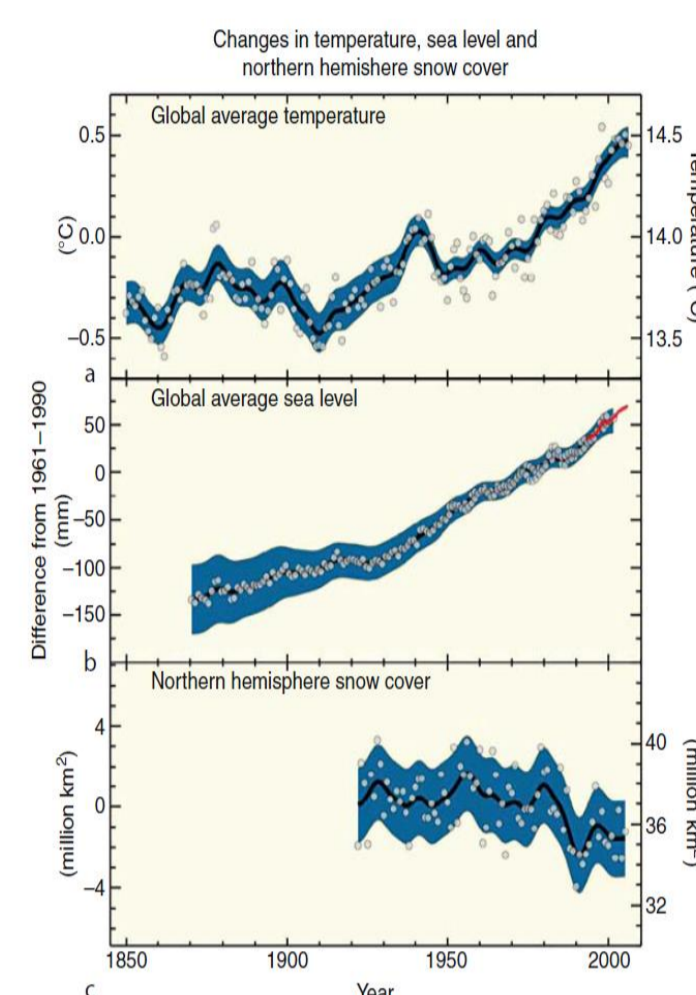 Changes in temperature, sea level and
northern hemishere snow cover
Global average temperature
0.5
0.0
−0.5
(°C)
14.5
14.0
13.5
a
Global average sea level
50
0
−50
−100
−150
Difference from 1961–1990
(mm)
b
Northern hemisphere snow cover
4
0
−4
(million km²)
40
36
32
1850
1900
1950
2000
c
Year